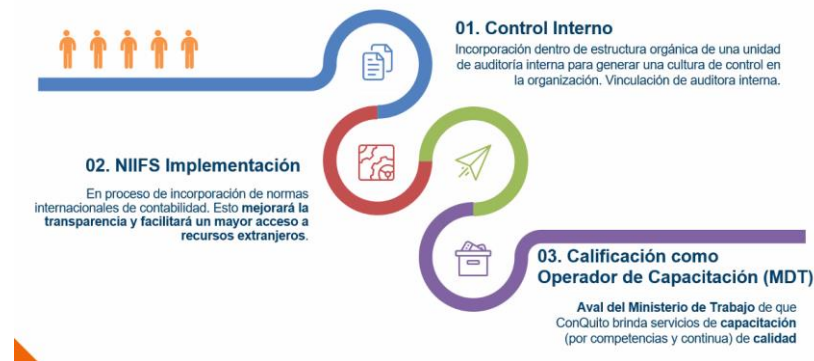 01. Control Interno
Incorporación dentro de estructura orgánica de una unidad
de auditoría interna para generar una cultura de control en
la organización. Vinculación de auditora interna.
02. NIIFS Implementación
En proceso de incorporación de normas
internacionales de contabilidad. Esto mejorará la
transparencia y facilitará un mayor acceso a
recursos extranjeros.
03. Calificación como
Operador de Capacitación (MDT)
Aval del Ministerio de Trabajo de que
ConQuito brinda servicios de capacitación
(por competencias y continua) de calidad